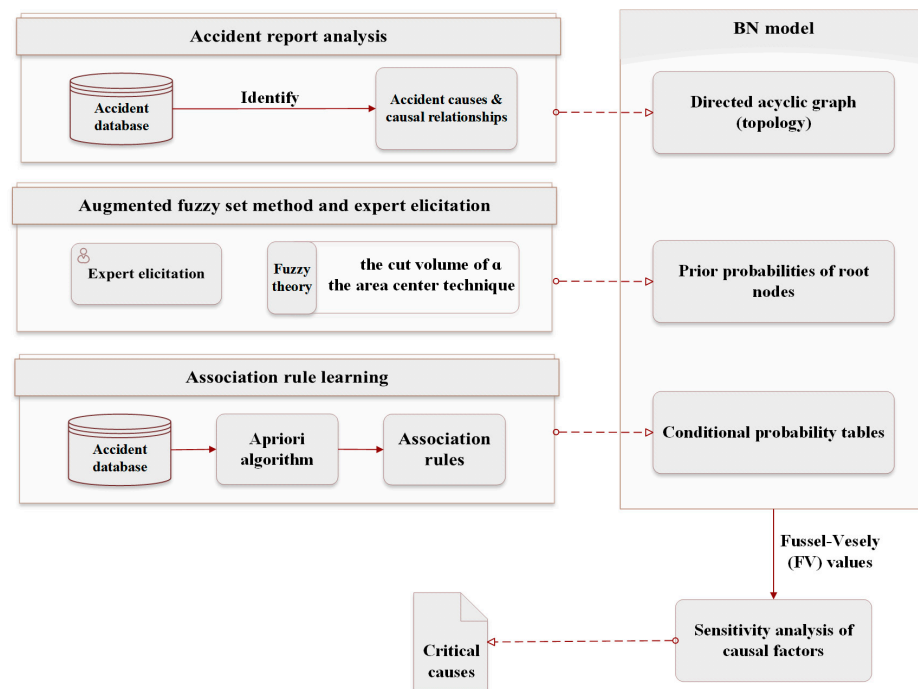 Accident report analysis
Accident
database
Identify
Accident causes &
causal relationships
Augmented fuzzy set method and expert elicitation
Expert elicitation
Fuzzy
theory
the cut volume of α
the area center technique
Association rule learning
Accident
database
Apriori
algorithm
Association
rules
BN model
Directed acyclic graph
(topology)
Prior probabilities of root
nodes
Conditional probability tables
Fussel-Vesely
(FV) values
Sensitivity analysis of
causal factors
Critical
causes